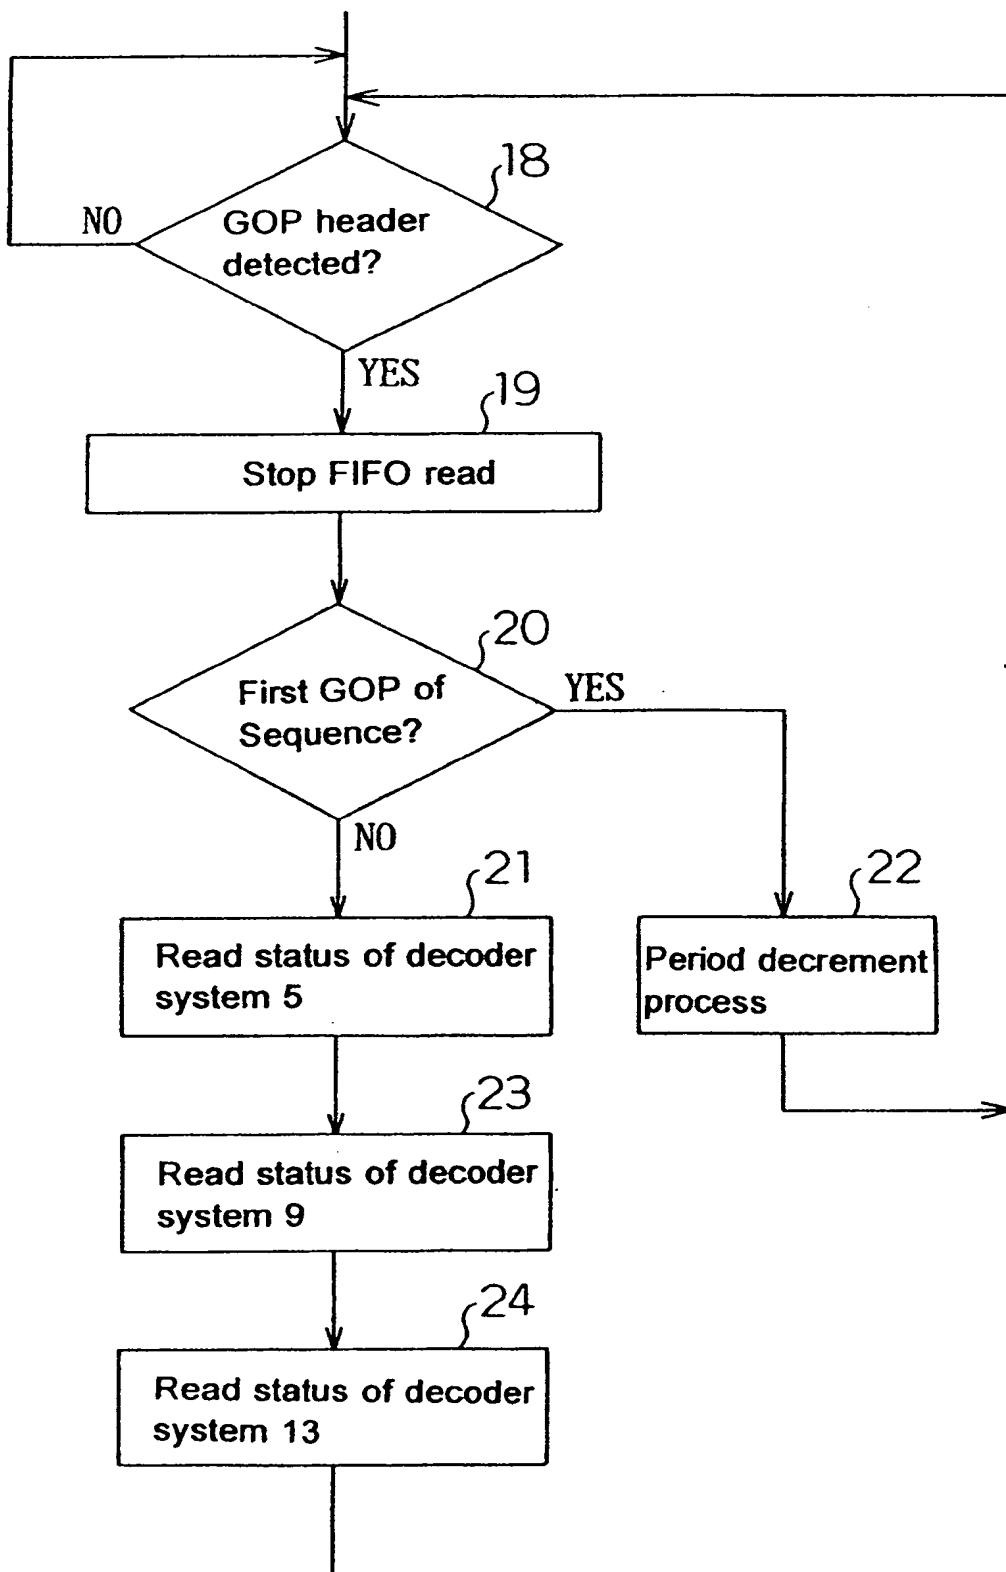 18
GOP header
detected?
NO
YES
19
Stop FIFO read
20
First GOP of
Sequence?
YES
NO
21
Read status of decoder
system 5
22
Period decrement
process
23
Read status of decoder
system 9
24
Read status of decoder
system 13